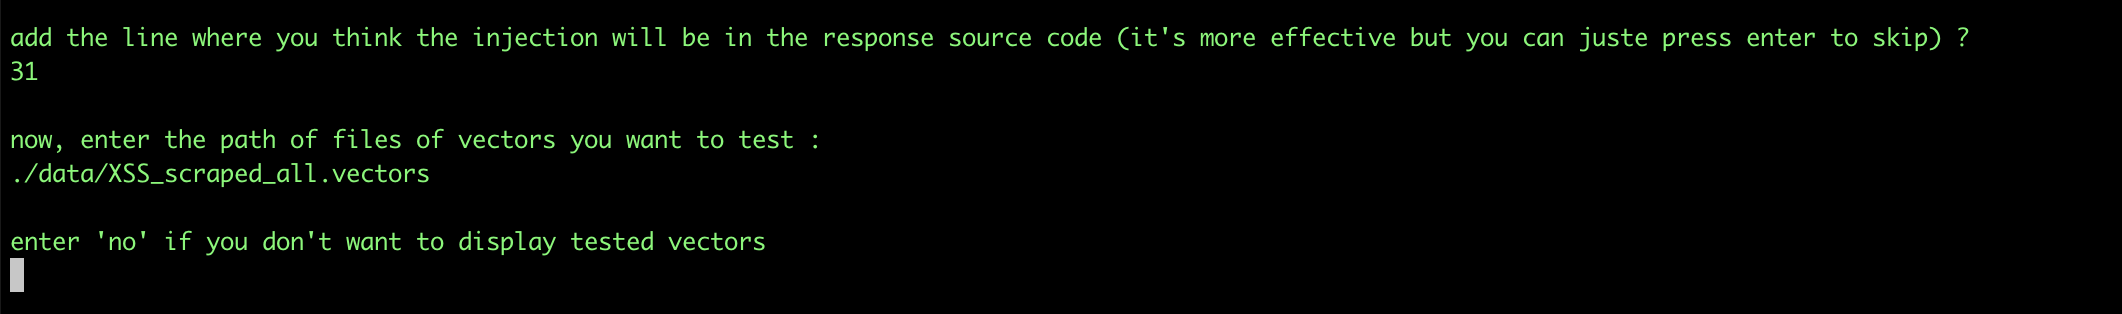 add the line where you think the injection will be in the response source code (it's more effective but you can juste press enter to skip) ?
31
now, enter the path of files of vectors you want to test :
./data/XSS_scraped_all.vectors
enter 'no' if you don't want to display tested vectors